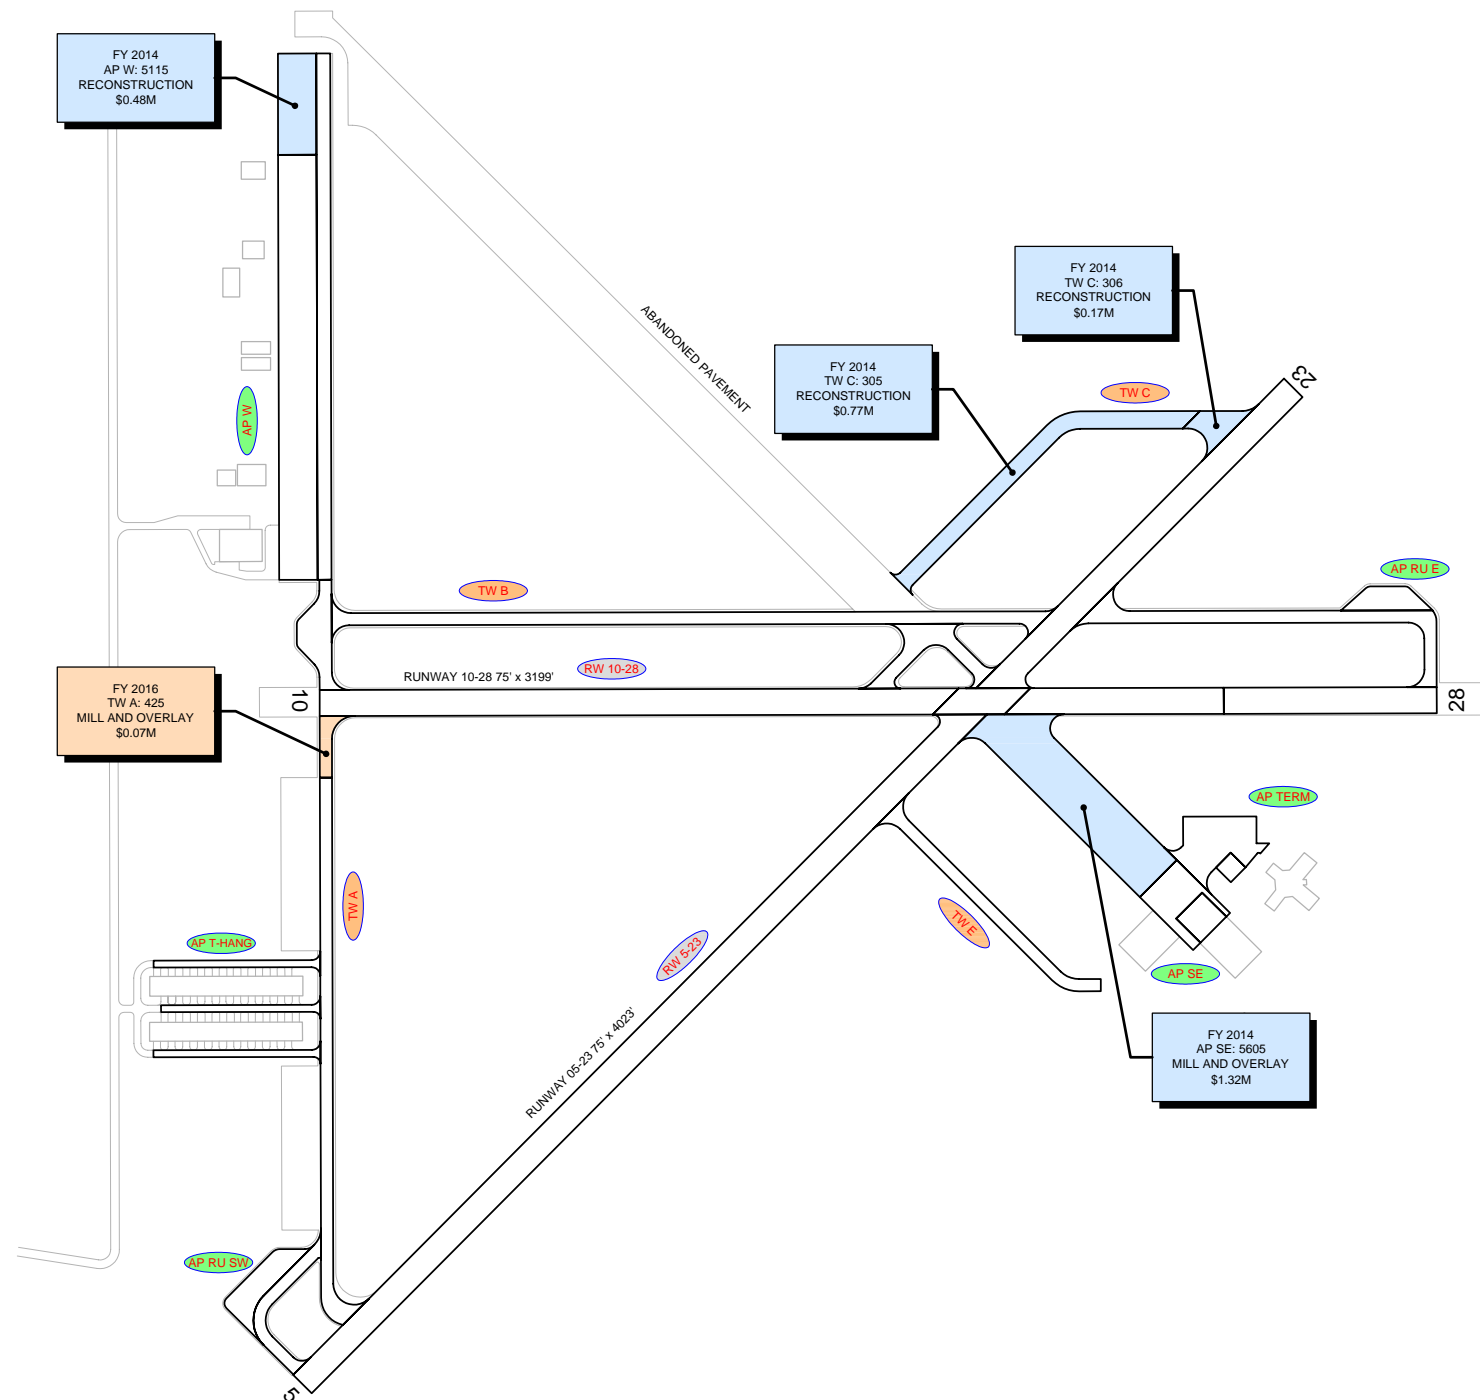 FY 2014
AP W: 5115
RECONSTRUCTION
$0.48M
FY 2014
TW C: 306
RECONSTRUCTION
$0.17M
ABANDONED PAVEMENT
FY 2014
TW C: 305
RECONSTRUCTION
$0.77M
23
TW C
AP W
AP RU E
TW B
RW 10-28
RUNWAY 10-28 75' x 3199'
10
28
FY 2016
TW A: 425
MILL AND OVERLAY
$0.07M
AP TERM
TW A
TW E
AP T-HANG
RW 5-23
AP SE
RUNWAY 05-23 75' x 4023'
FY 2014
AP SE: 5605
MILL AND OVERLAY
$1.32M
AP RU SW
5